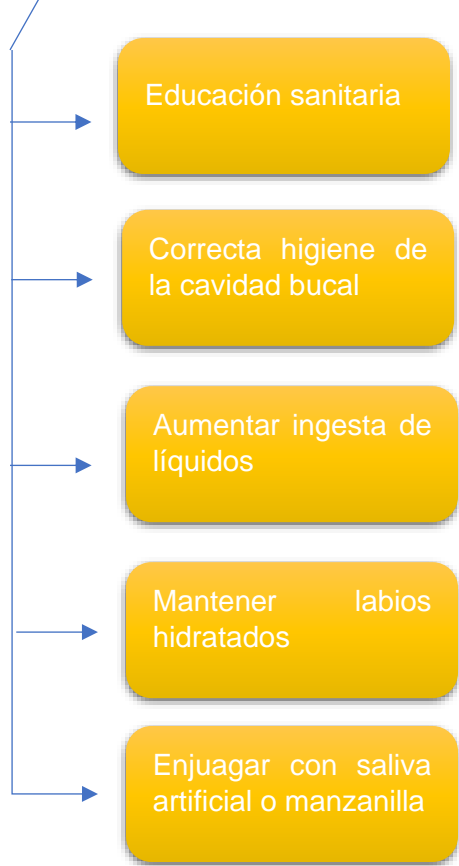 Educación sanitaria
Correcta higiene de
la cavidad bucal
Aumentar ingesta de
líquidos
Mantener labios
hidratados
Enjuagar con saliva
artificial o manzanilla